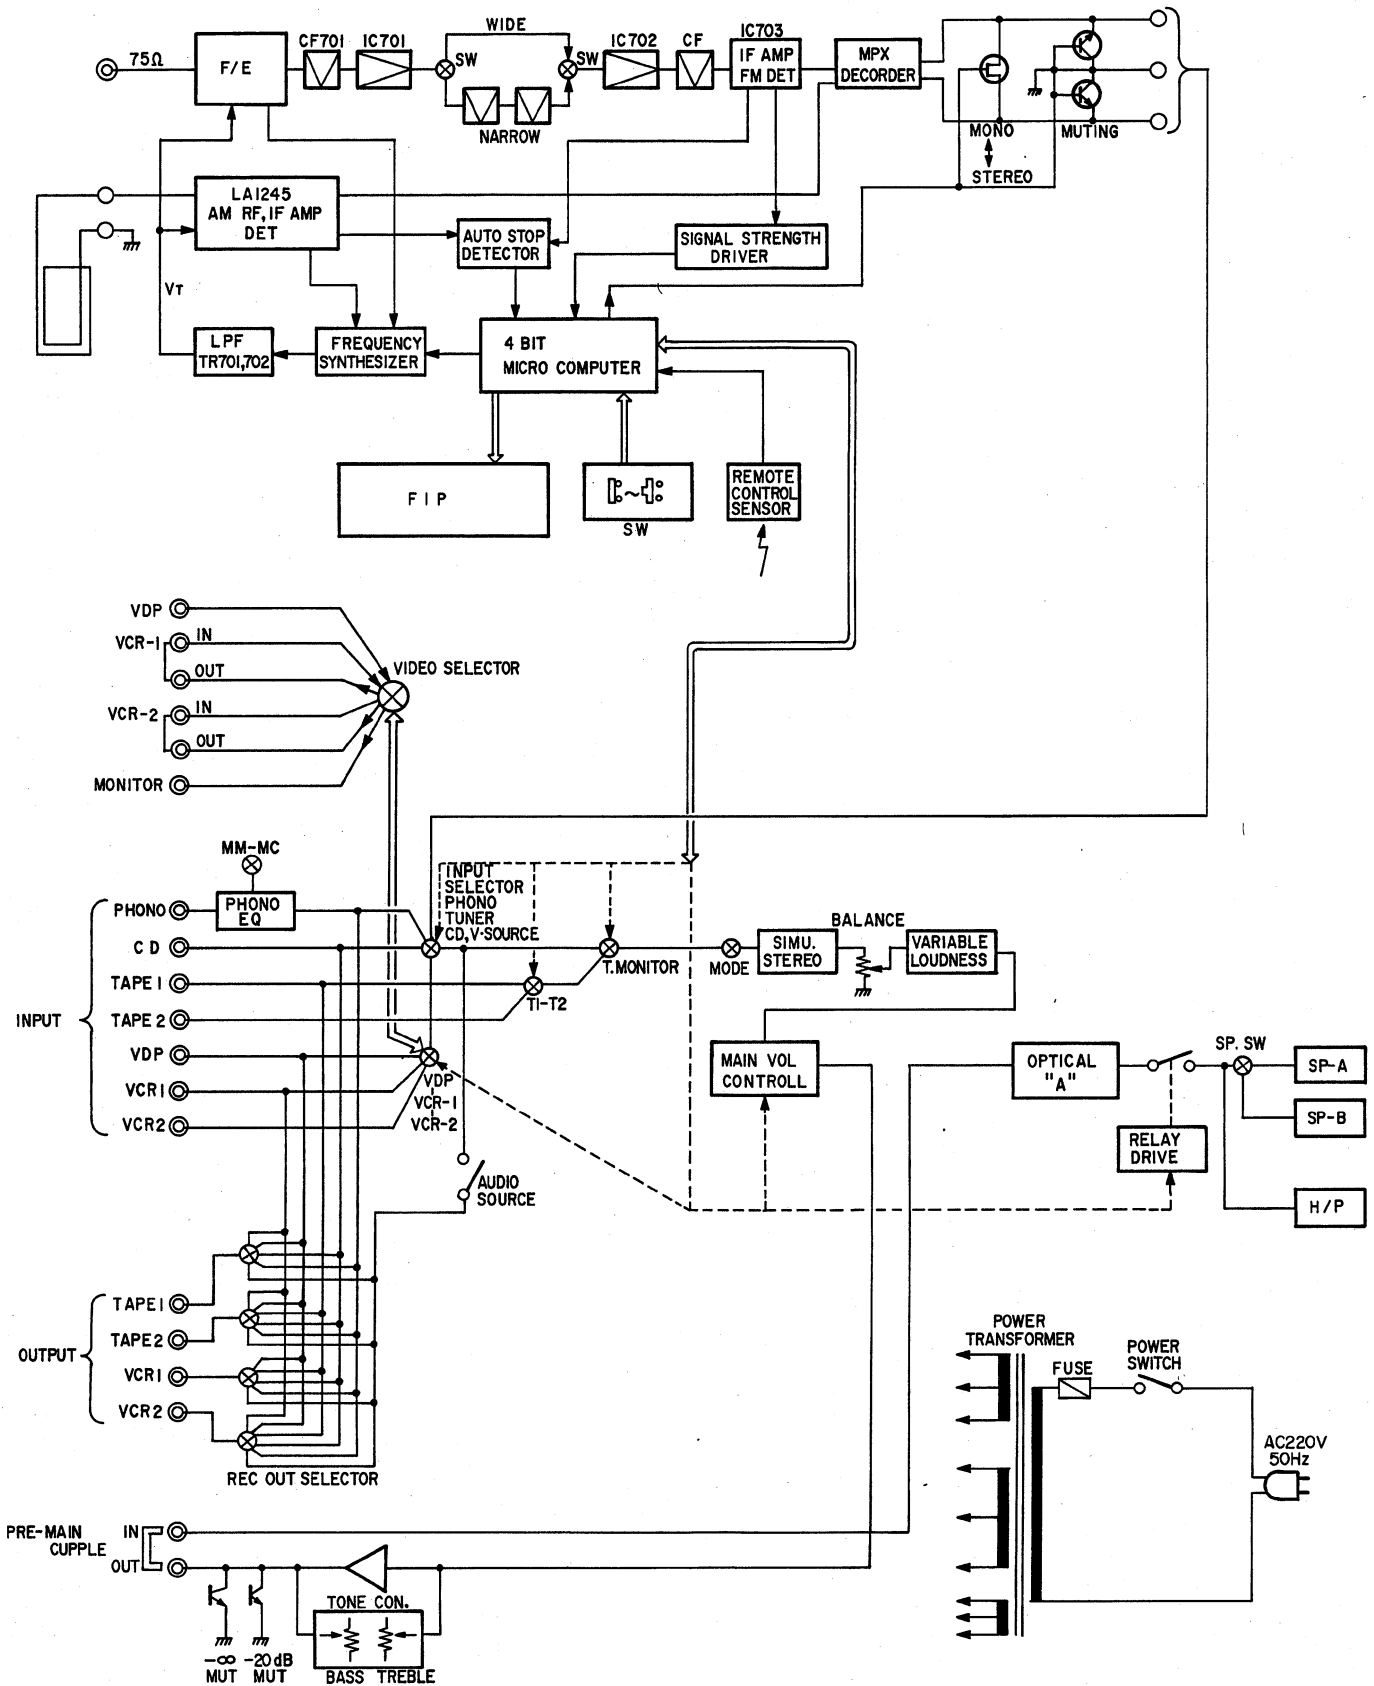 75Ω
F/E
CF701
IC701
SW
WIDE
NARROW
SW
IC702
CF
IC703
IF AMP
FM DET
MPX
DECORDER
MONO
STEREO
MUTING
LA1245
AM RF, IF AMP
DET
AUTO STOP
DETECTOR
SIGNAL STRENGTH
DRIVER
VT
LPF
TR701,702
FREQUENCY
SYNTHESIZER
4 BIT
MICRO COMPUTER
FIP
~
SW
REMOTE
CONTROL
SENSOR
VDP
VCR-1
IN
OUT
VCR-2
IN
OUT
MONITOR
VIDEO SELECTOR
MM-MC
INPUT
PHONO
PHONO
EQ
CD
TAPE1
TAPE2
VDP
VCR1
VCR2
INPUT
SELECTOR
PHONO
TUNER
CD,V·SOURCE
T1-T2
T.MONITOR
MODE
SIMU.
STEREO
BALANCE
VARIABLE
LOUDNESS
VDP
VCR-1
VCR-2
MAIN VOL
CONTROLL
OPTICAL
"A"
SP. SW
SP-A
SP-B
RELAY
DRIVE
H/P
AUDIO
SOURCE
OUTPUT
TAPE1
TAPE2
VCR1
VCR2
REC OUT SELECTOR
POWER
TRANSFORMER
FUSE
POWER
SWITCH
AC220V
50Hz
PRE-MAIN
CUPPLE
IN
OUT
-∞
MUT
-20dB
MUT
TONE CON.
BASS TREBLE